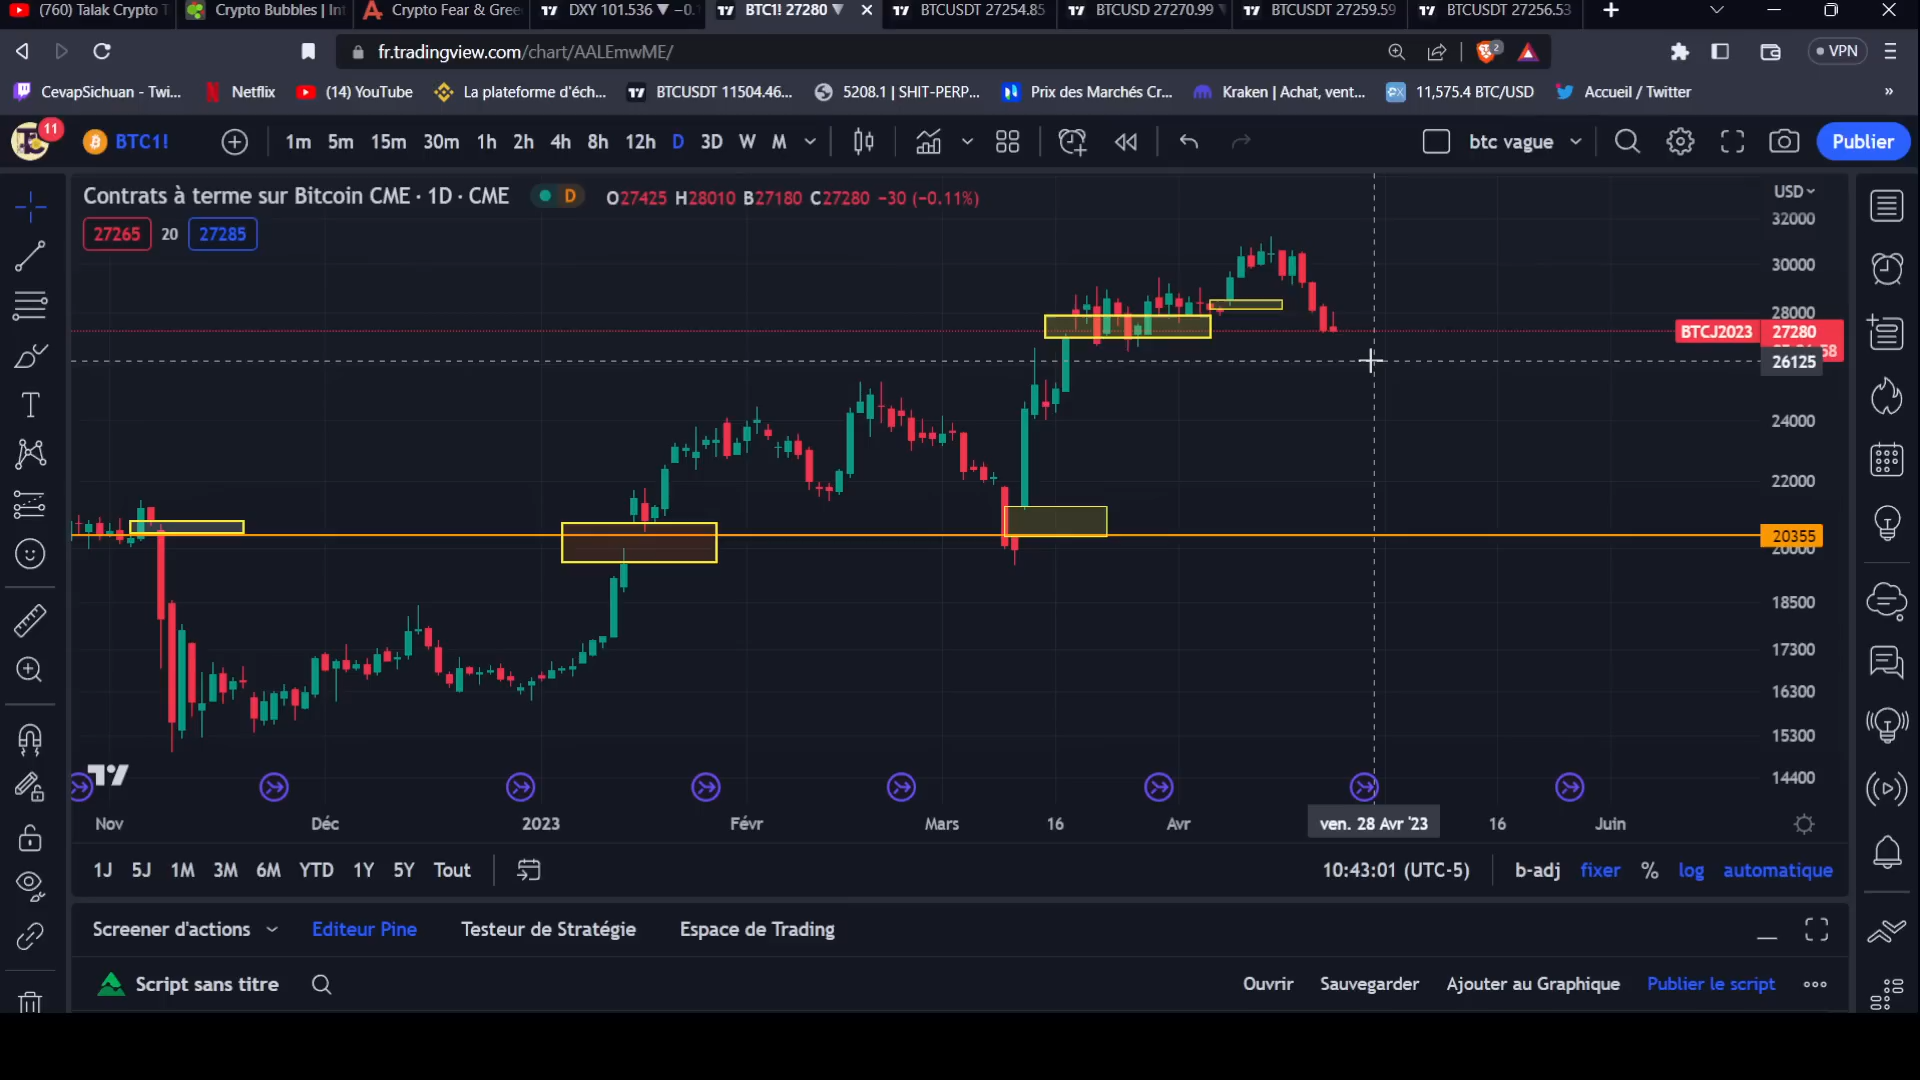 (760) Talak Crypto
Crypto Bubbles | Int
Crypto Fear & Gree
DXY 101.536 ▼ −0.
BTC1! 27280 ▼
BTCUSDT 27254.85
BTCUSD 27270.99
BTCUSDT 27259.59
BTCUSDT 27256.53
fr.tradingview.com/chart/AALEmwME/
2
VPN
CevapSichuan - Twi...
Netflix
(14) YouTube
La plateforme d'éch...
BTCUSDT 11504.46...
5208.1 | SHIT-PERP...
Prix des Marchés Cr...
Kraken | Achat, vent...
11,575.4 BTC/USD
Accueil / Twitter
»
11
BTC1!
1m 5m 15m 30m 1h 2h 4h 8h 12h D 3D W M
btc vague
Publier
Contrats à terme sur Bitcoin CME · 1D · CME
D
O27425 H28010 B17180 C27280 −30 (−0.11%)
USD
27265 20 27285
32000
30000
28000
BTCJ2023 27280
58
26125
24000
22000
20355
20000
18500
17300
16300
15300
14400
Nov
Déc
2023
Févr
Mars
16
Avr
ven. 28 Avr '23
16
Juin
1J 5J 1M 3M 6M YTD 1Y 5Y Tout
10:43:01 (UTC-5)
b-adj fixer % log automatique
Screener d'actions
Editeur Pine
Testeur de Stratégie
Espace de Trading
Script sans titre
Ouvrir
Sauvegarder
Ajouter au Graphique
Publier le script